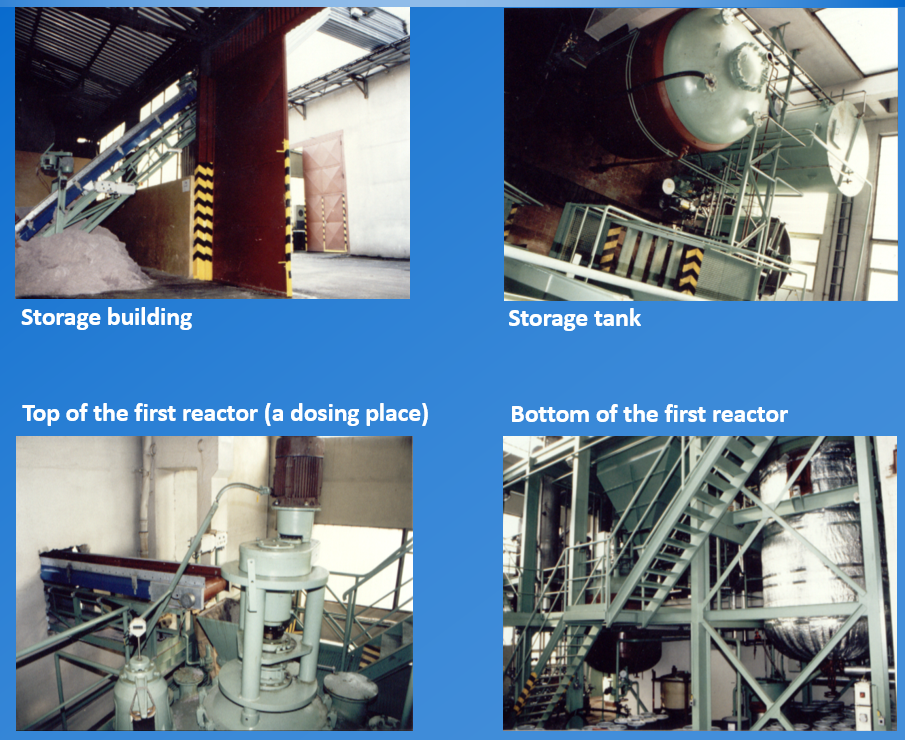 Storage building
Storage tank
Top of the first reactor (a dosing place)
Bottom of the first reactor